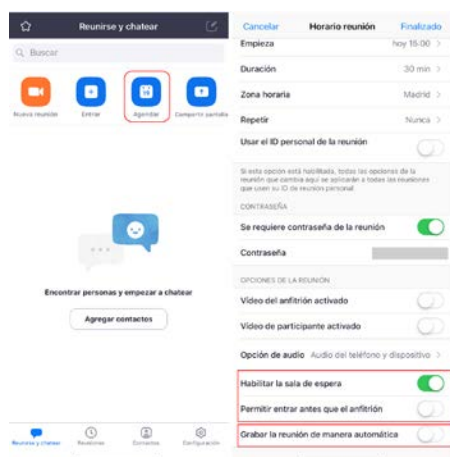 Reunirse y chatear
Buscar
Nueva reunión
Entrar
Agendar
Compartir pantalla
Encontrar personas y empezar a chatear
Agregar contactos
Reunirse y chatear
Reuniones
Contactos
Configuración
Cancelar
Horario reunión
Finalizado
Empieza hoy 16:00
Duración 30 min
Zona horaria Madrid
Repetir Nunca
Usar el ID personal de la reunión
Si esta opción está habilitada, todas las opciones de la
reunión que cambia aquí se aplicarán a todas las reuniones
que usen su ID de reunión personal
CONTRASEÑA
Se requiere contraseña de la reunión
Contraseña
OPCIONES DE LA REUNIÓN
Vídeo del anfitrión activado
Vídeo de participante activado
Opción de audio Audio del teléfono y dispositivo
Habilitar la sala de espera
Permitir entrar antes que el anfitrión
Grabar la reunión de manera automática